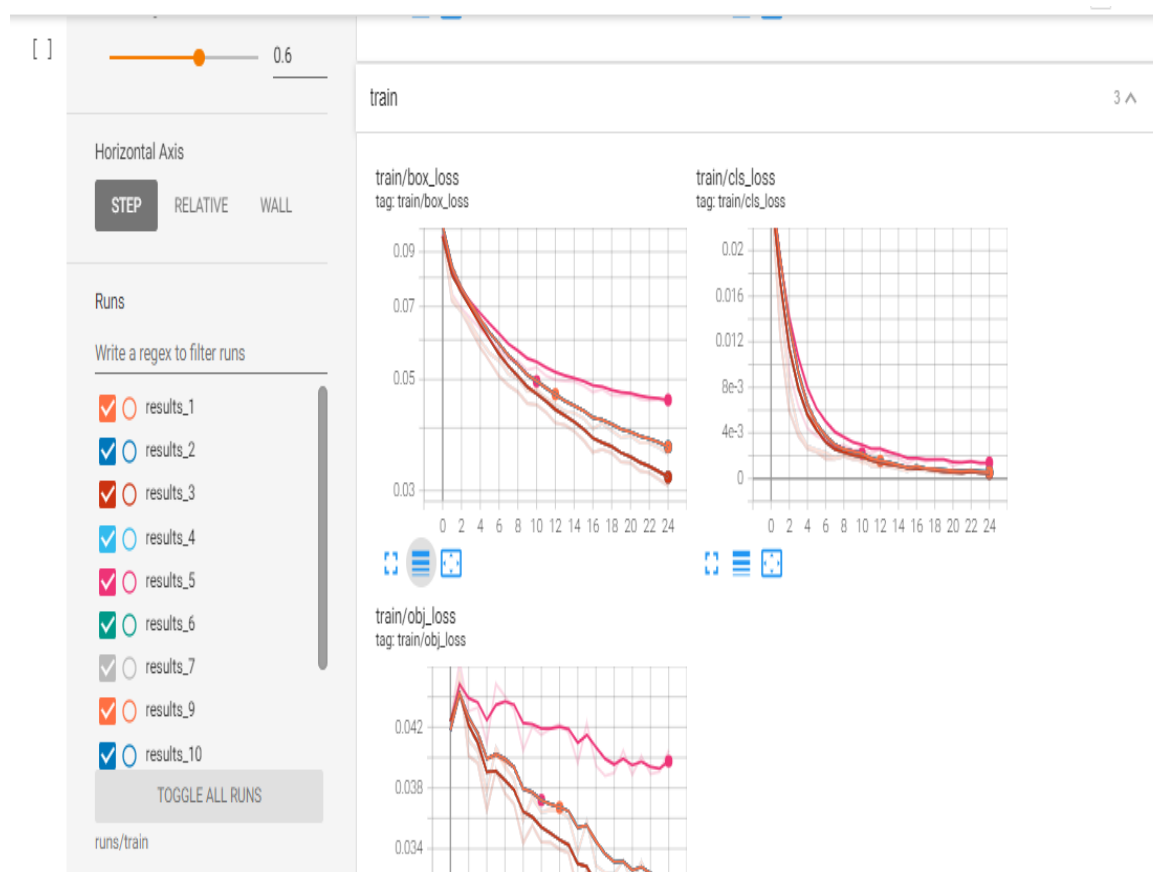 [ ]
0.6
Horizontal Axis
STEP RELATIVE WALL
Runs
Write a regex to filter runs
results_1
results_2
results_3
results_4
results_5
results_6
results_7
results_9
results_10
TOGGLE ALL RUNS
runs/train
train
3
train/box_loss
tag: train/box_loss
0.09
0.07
0.05
0.03
0 2 4 6 8 10 12 14 16 18 20 22 24
train/cls_loss
tag: train/cls_loss
0.02
0.016
0.012
8e-3
4e-3
0
0 2 4 6 8 10 12 14 16 18 20 22 24
train/obj_loss
tag: train/obj_loss
0.042
0.038
0.034